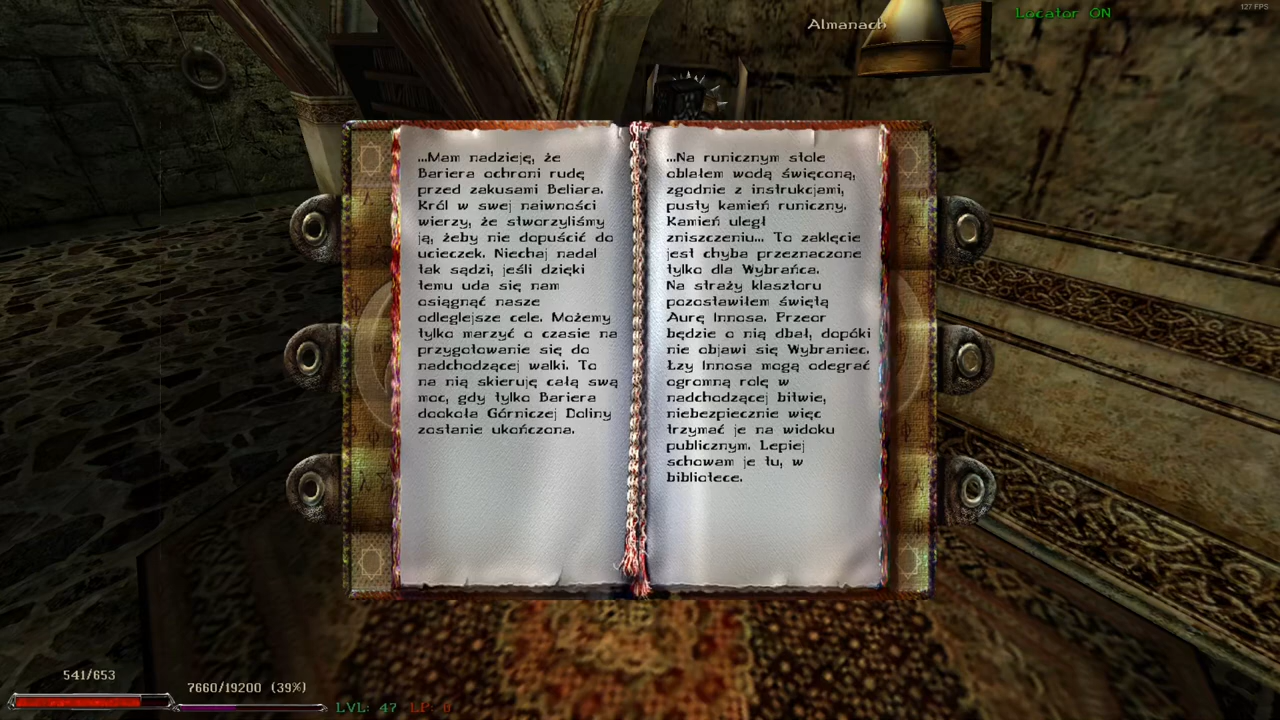 127 FPS
Almanach
Locator ON
...Mam nadzieję, że
Bariera ochroni rudę
przed zakusami Beliara.
Król w swej naiwności
wierzy, że stworzyliśmy
ją, żeby nie dopuścić do
ucieczek. Niechaj nadal
tak sądzi, jeśli dzięki
temu uda się nam
osiągnąć nasze
odleglejsze cele. Możemy
tylko marzyć o czasie na
przygotowanie się do
nadchodzącej walki. To
na nią skieruję całą swą
moc, gdy tylko Bariera
dookoła Górniczej Doliny
zostanie ukończona.
...Na runicznym stole
oblałem wodą święconą,
zgodnie z instrukcjami,
pusty kamień runiczny.
Kamień uległ
zniszczeniu... To zaklęcie
jest chyba przeznaczone
tylko dla Wybrańca.
Na straży klasztoru
pozostawiłem świętą
Aurę Innosa. Przeor
będzie o nią dbał, dopóki
nie objawi się Wybraniec.
Łzy Innosa mogą odegrać
ogromną rolę w
nadchodzącej bitwie,
niebezpiecznie więc
trzymać je na widoku
publicznym. Lepiej
schowam je tu, w
bibliotece.
541/653
7660/19200 (39%)
LVL: 47 LP: 0